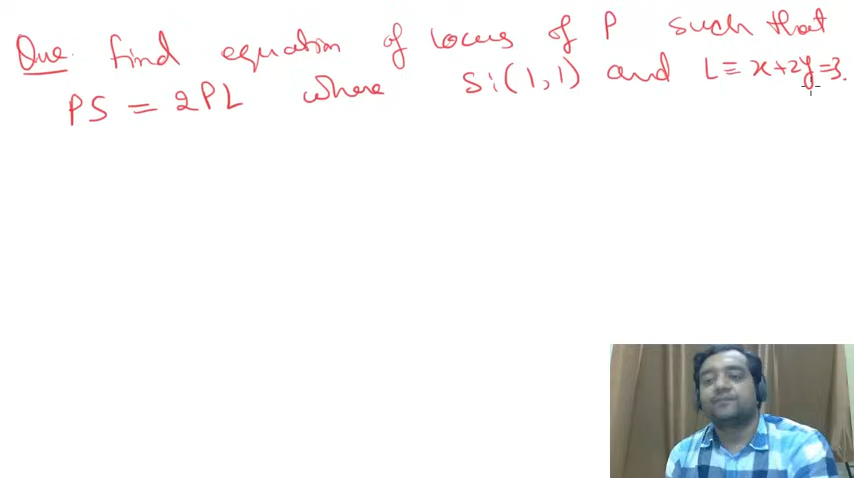 Que. find equation of locus of P such that
PS = 2PL where S:(1,1) and L≡ x+2y=3.